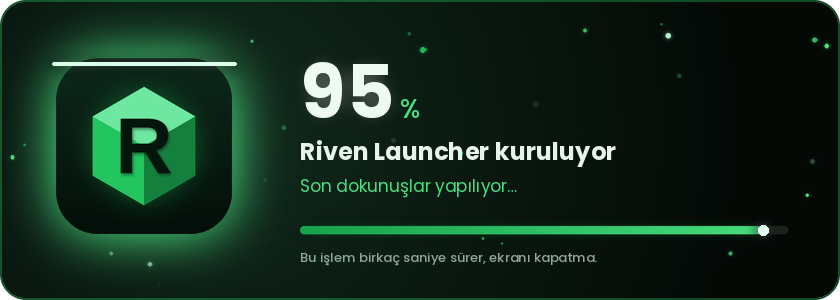 R
95 %
Riven Launcher kuruluyor
Son dokunuşlar yapılıyor...
Bu işlem birkaç saniye sürer, ekranı kapatma.